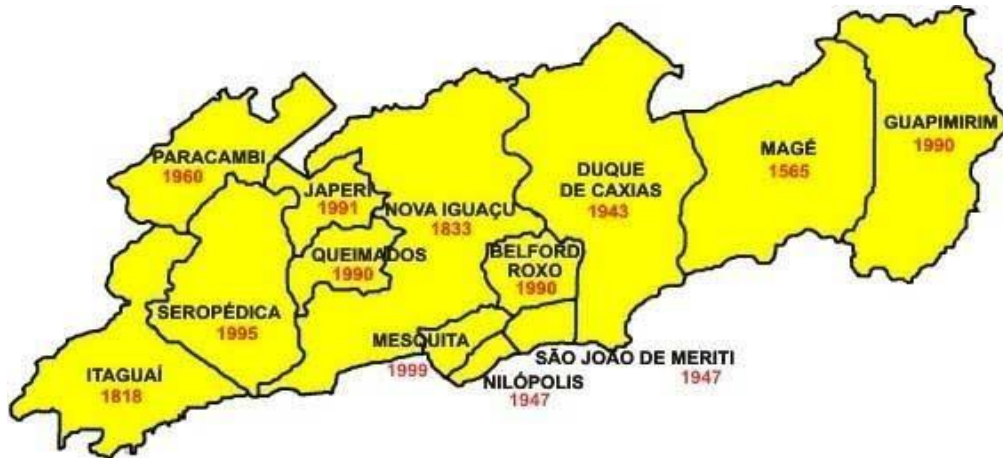 PARACAMBI
1960
JAPERI
1991
NOVA IGUAÇU
1833
DUQUE
DE CAXIAS
1943
MAGÉ
1565
GUAPIMIRIM
1990
QUEIMADOS
1990
BELFORD
ROXO
1990
SEROPÉDICA
1995
MESQUITA
1999
ITAGUAÍ
1818
NILÓPOLIS
1947
SÃO JOÃO DE MERITI
1947